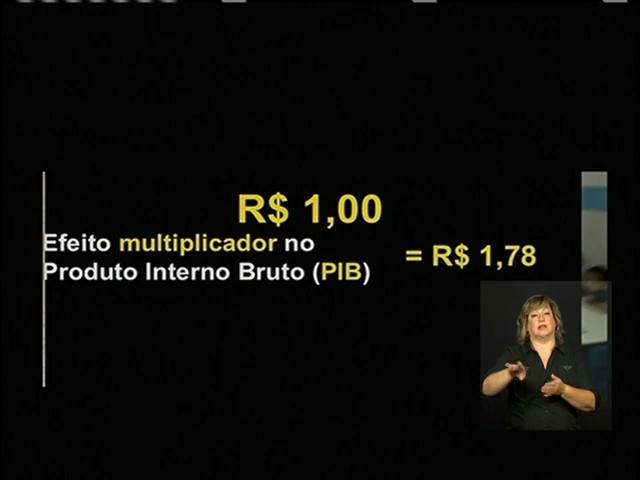 R$ 1,00
Efeito multiplicador no
Produto Interno Bruto (PIB)
= R$ 1,78